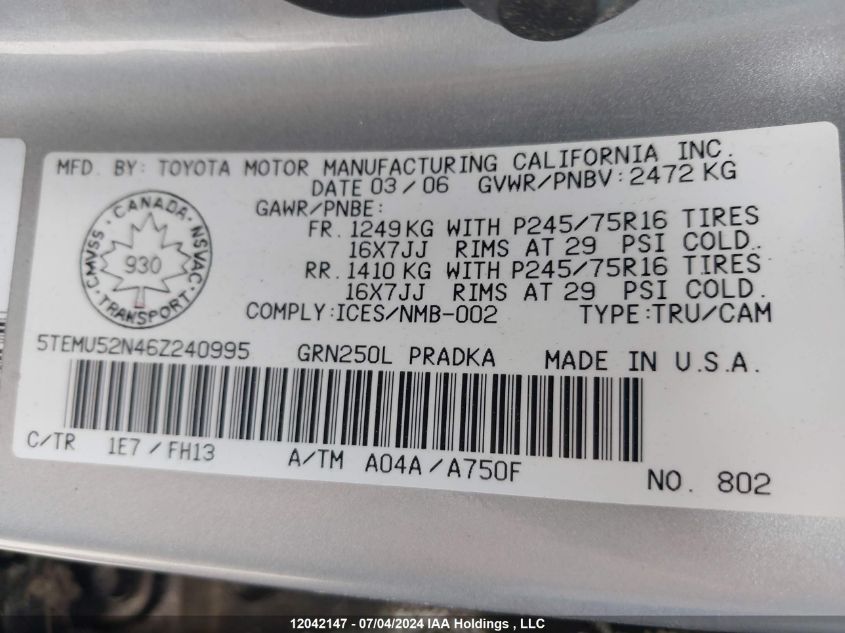 MFD. BY: TOYOTA MOTOR MANUFACTURING CALIFORNIA INC.
DATE 03/06 GVWR/PNBV: 2472 KG
GAWR/PNBE:
FR. 1249 KG WITH P245/75R16 TIRES
16X7JJ RIMS AT 29 PSI COLD.
RR. 1410 KG WITH P245/75R16 TIRES
16X7JJ RIMS AT 29 PSI COLD.
CANADA
CMVSS 930 NSVAC
TRANSPORT
COMPLY: ICES/NMB-002 TYPE: TRU/CAM
5TEMU52N46Z240995 GRN250L PRADKA MADE IN U.S.A.
C/TR 1E7 / FH13 A/TM A04A / A750F NO. 802
12042147 - 07/04/2024 IAA Holdings , LLC